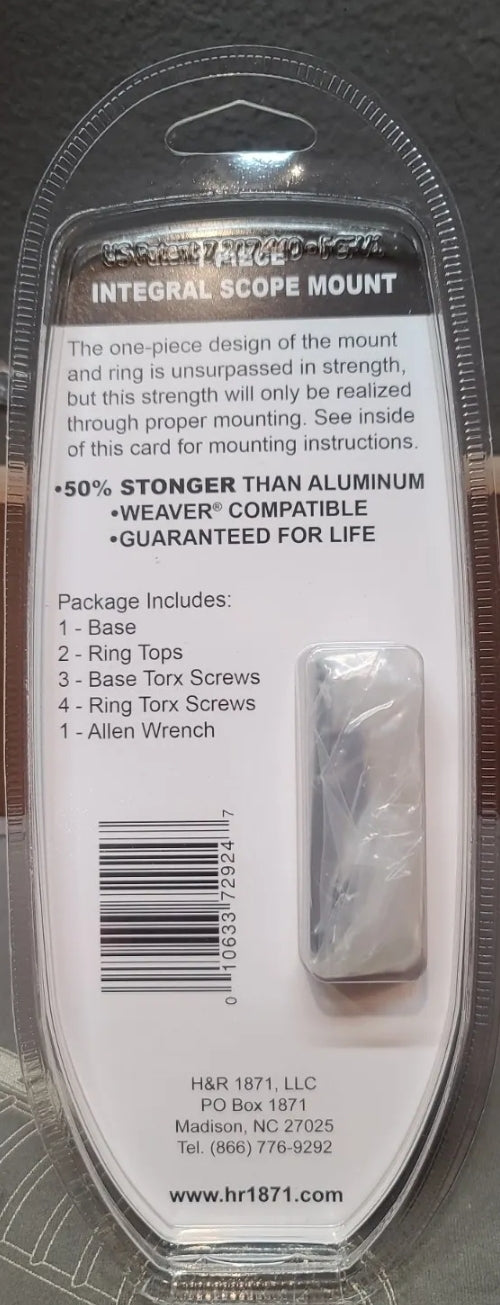 PIECE
INTEGRAL SCOPE MOUNT
The one-piece design of the mount
and ring is unsurpassed in strength,
but this strength will only be realized
through proper mounting. See inside
of this card for mounting instructions.
•50% STONGER THAN ALUMINUM
•WEAVER® COMPATIBLE
•GUARANTEED FOR LIFE
Package Includes:
1 - Base
2 - Ring Tops
3 - Base Torx Screws
4 - Ring Torx Screws
1 - Allen Wrench
0 10633 72924 7
H&R 1871, LLC
PO Box 1871
Madison, NC 27025
Tel. (866) 776-9292
www.hr1871.com